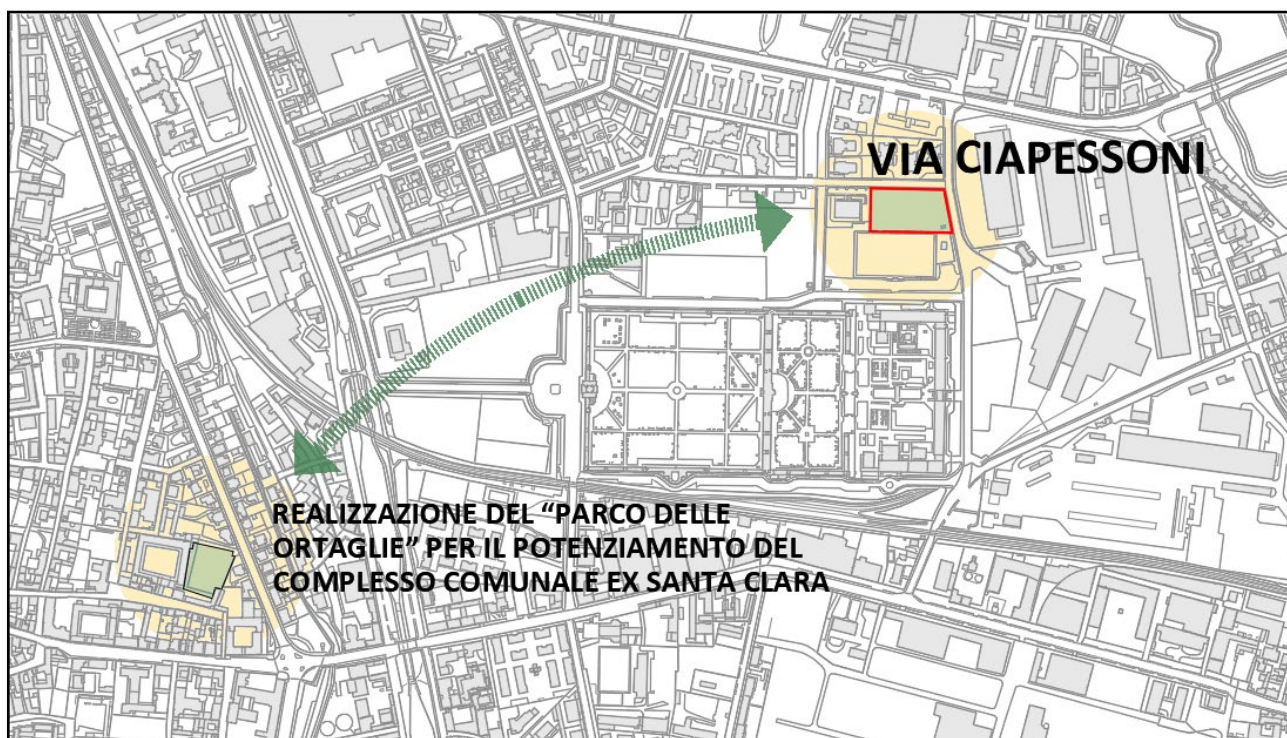 VIA CIAPESSONI
REALIZZAZIONE DEL “PARCO DELLE
ORTAGLIE” PER IL POTENZIAMENTO DEL
COMPLESSO COMUNALE EX SANTA CLARA